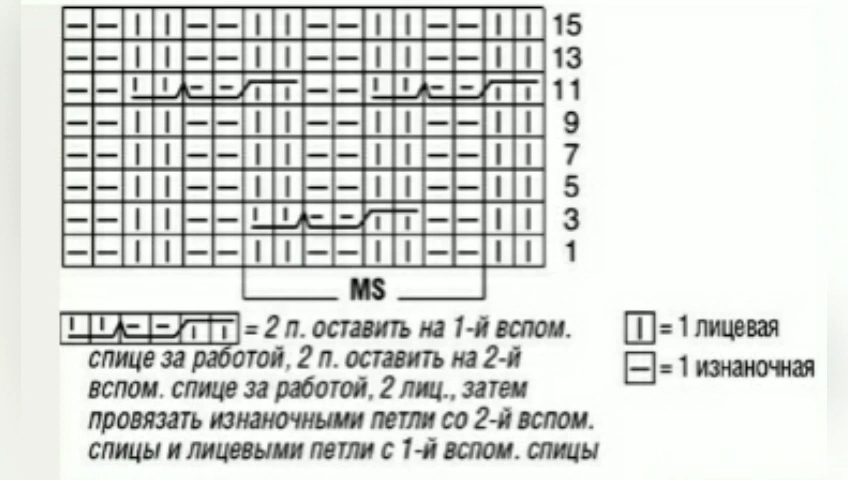 15
13
11
9
7
5
3
1
MS
= 2 п. оставить на 1-й вспом.
спице за работой, 2 п. оставить на 2-й
вспом. спице за работой, 2 лиц., затем
провязать изнаночными петли со 2-й вспом.
спицы и лицевыми петли с 1-й вспом. спицы
= 1 лицевая
= 1 изнаночная